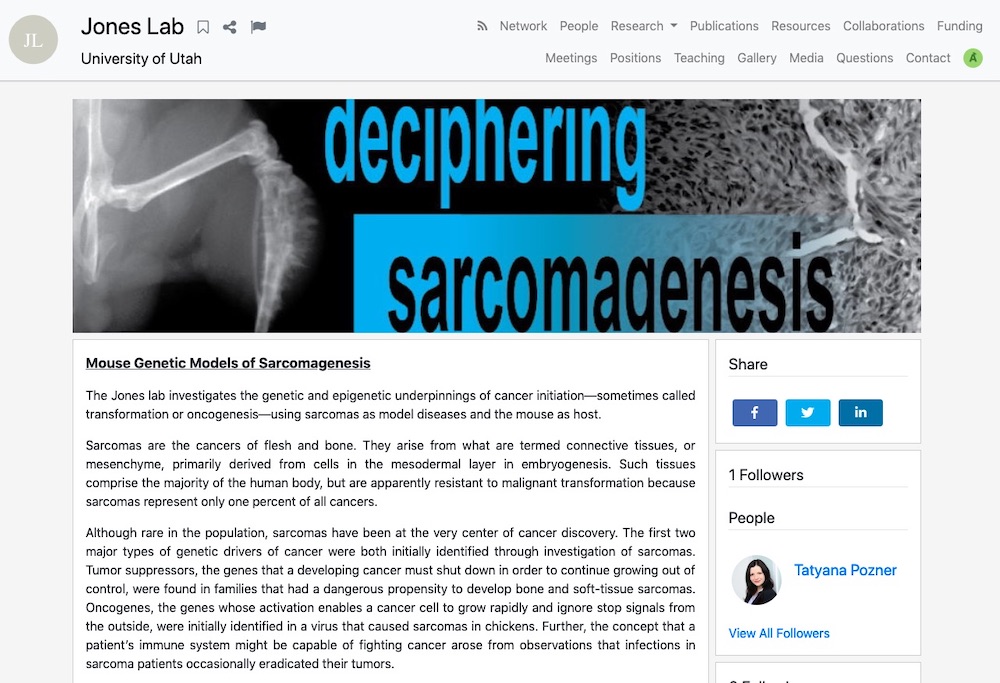 JL
Jones Lab
University of Utah
Network People Research Publications Resources Collaborations Funding
Meetings Positions Teaching Gallery Media Questions Contact Á
deciphering
sarcomagenesis
Mouse Genetic Models of Sarcomagenesis
The Jones lab investigates the genetic and epigenetic underpinnings of cancer initiation—sometimes called
transformation or oncogenesis—using sarcomas as model diseases and the mouse as host.
Sarcomas are the cancers of flesh and bone. They arise from what are termed connective tissues, or
mesenchyme, primarily derived from cells in the mesodermal layer in embryogenesis. Such tissues
comprise the majority of the human body, but are apparently resistant to malignant transformation because
sarcomas represent only one percent of all cancers.
Although rare in the population, sarcomas have been at the very center of cancer discovery. The first two
major types of genetic drivers of cancer were both initially identified through investigation of sarcomas.
Tumor suppressors, the genes that a developing cancer must shut down in order to continue growing out of
control, were found in families that had a dangerous propensity to develop bone and soft-tissue sarcomas.
Oncogenes, the genes whose activation enables a cancer cell to grow rapidly and ignore stop signals from
the outside, were initially identified in a virus that caused sarcomas in chickens. Further, the concept that a
patient's immune system might be capable of fighting cancer arose from observations that infections in
sarcoma patients occasionally eradicated their tumors.
Share
f
in
1 Followers
People
Tatyana Pozner
View All Followers